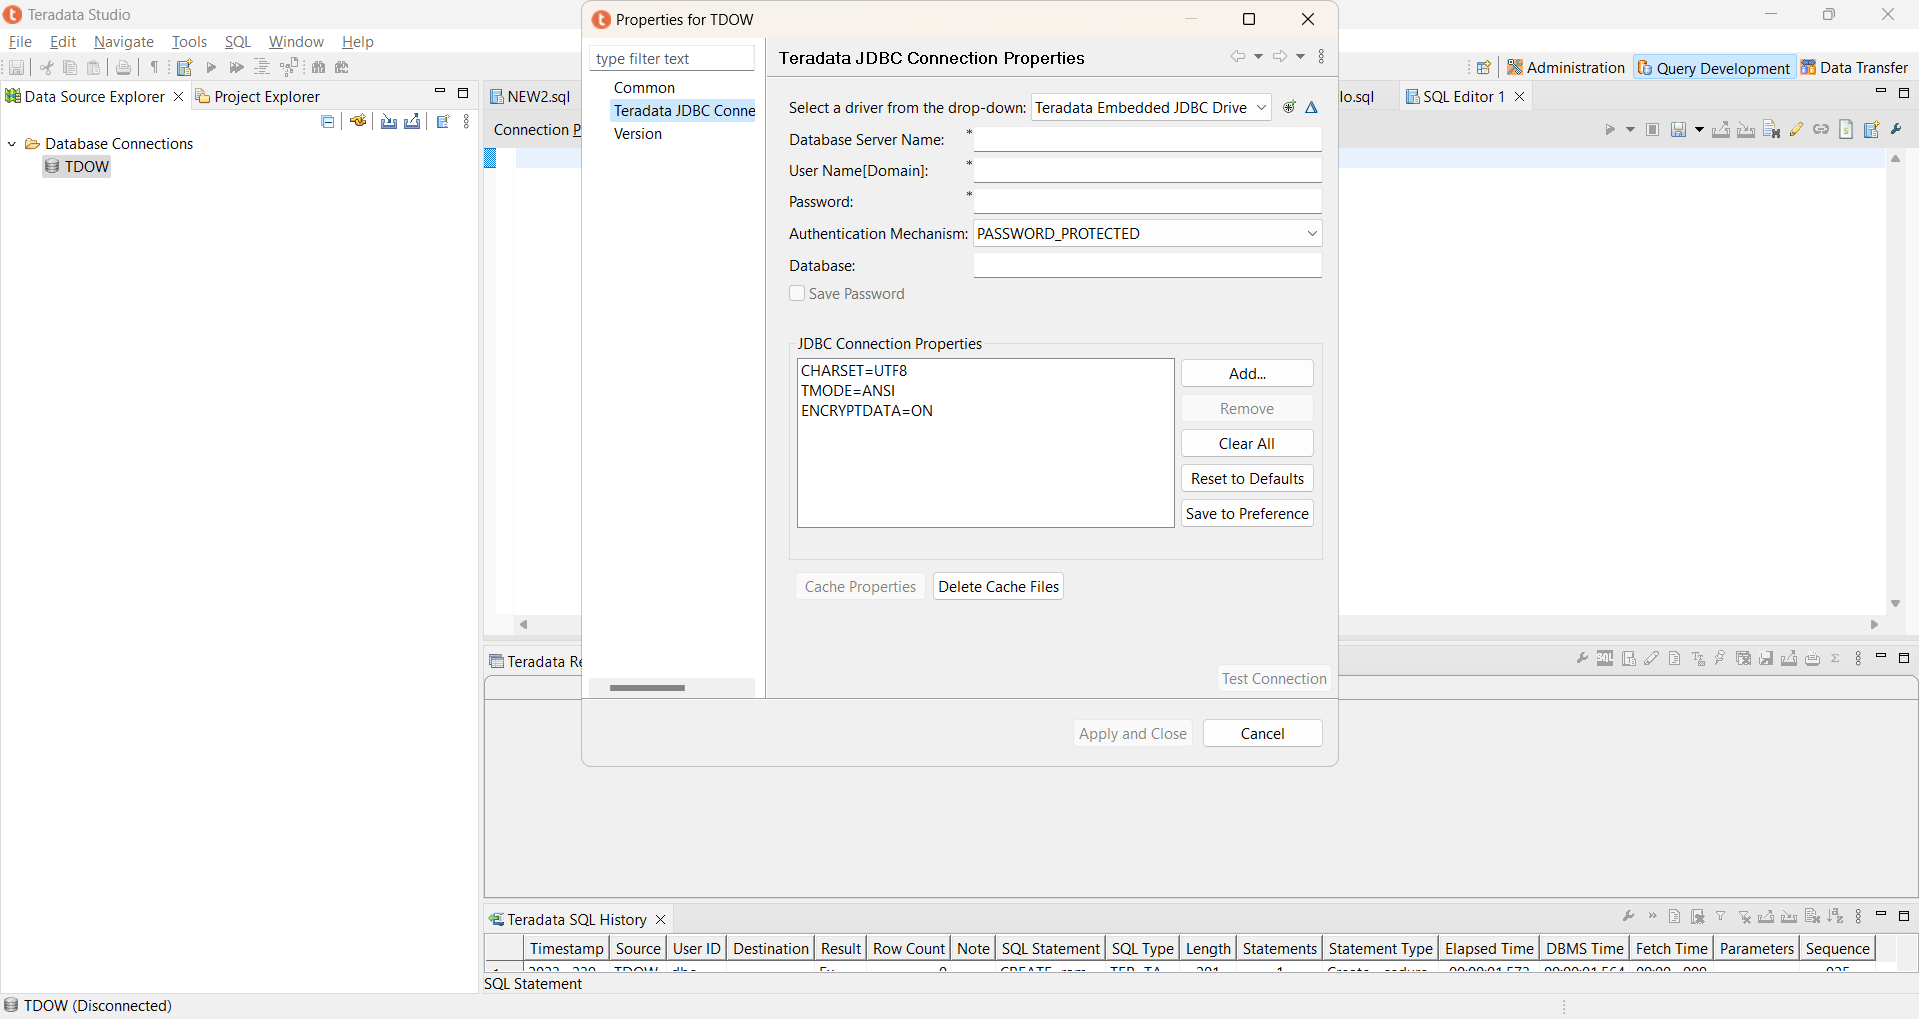 Teradata Studio
File Edit Navigate Tools SQL Window Help
Administration Query Development Data Transfer
Data Source Explorer Project Explorer
Database Connections
TDOW
NEW2.sql
lo.sql SQL Editor 1
Connection P
Properties for TDOW
type filter text
Common
Teradata JDBC Conne
Version
Teradata JDBC Connection Properties
Select a driver from the drop-down: Teradata Embedded JDBC Drive
Database Server Name: *
User Name[Domain]: *
Password: *
Authentication Mechanism: PASSWORD_PROTECTED
Database:
Save Password
JDBC Connection Properties
CHARSET=UTF8
TMODE=ANSI
ENCRYPTDATA=ON
Add...
Remove
Clear All
Reset to Defaults
Save to Preference
Cache Properties Delete Cache Files
Test Connection
Apply and Close Cancel
Teradata Re
Teradata SQL History
Timestamp Source User ID Destination Result Row Count Note SQL Statement SQL Type Length Statements Statement Type Elapsed Time DBMS Time Fetch Time Parameters Sequence
SQL Statement
TDOW (Disconnected)